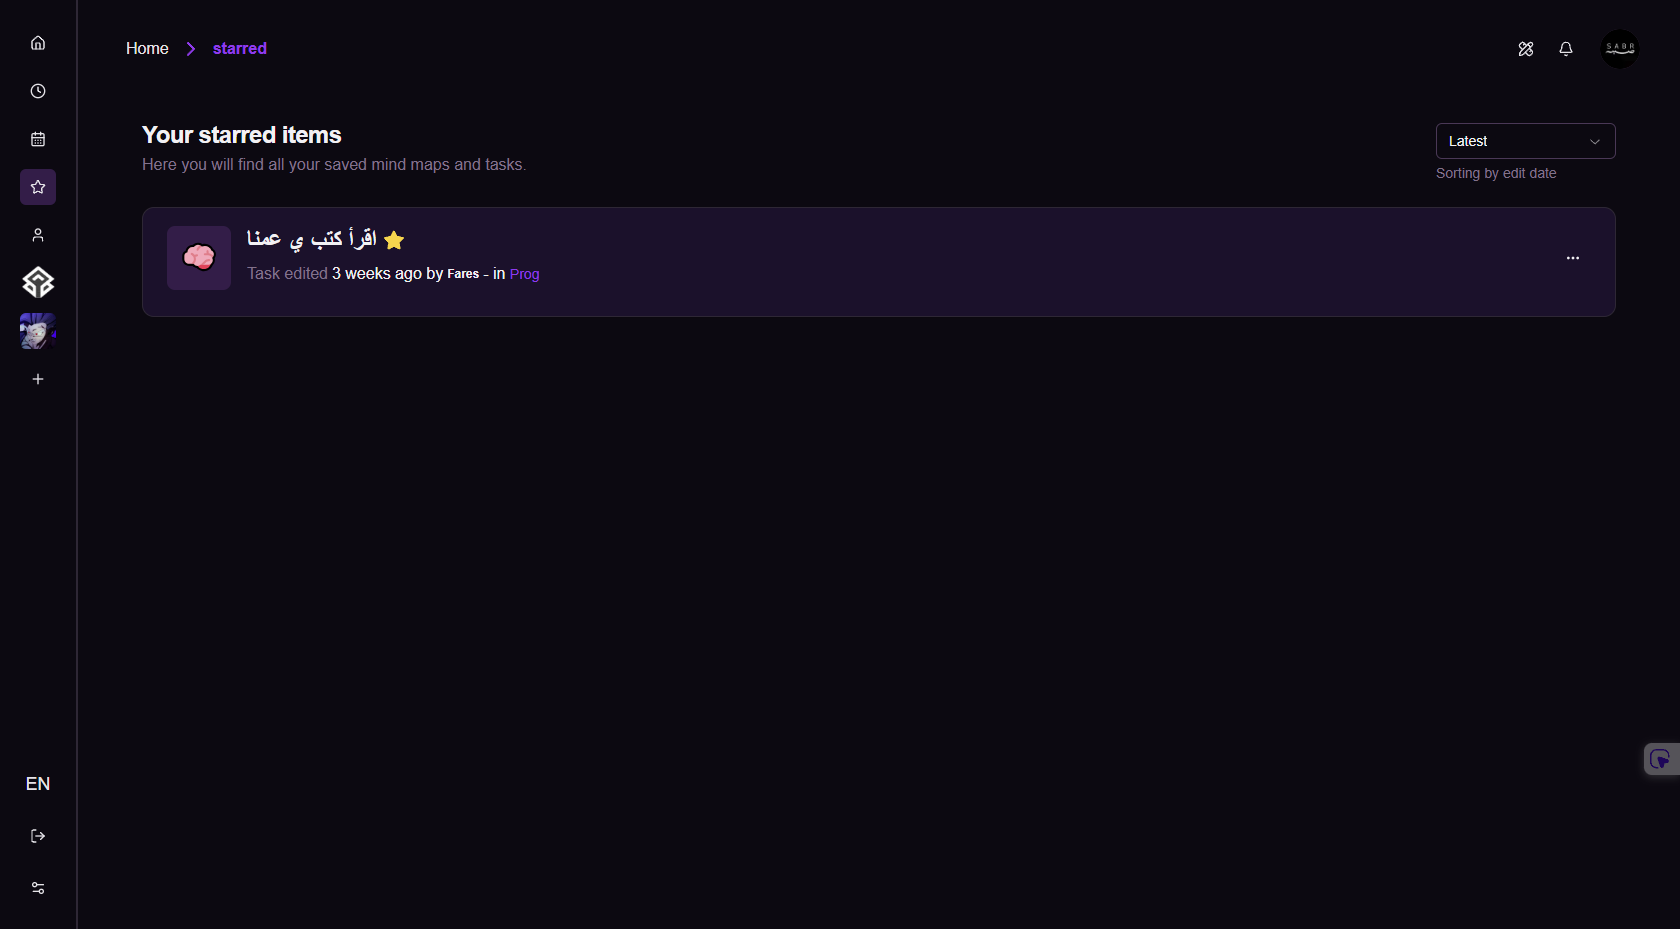 Home > starred
SABR
Your starred items
Here you will find all your saved mind maps and tasks.
Latest
Sorting by edit date
اقرأ كتب ي عمنا
Task edited 3 weeks ago by Fares - in Prog
EN